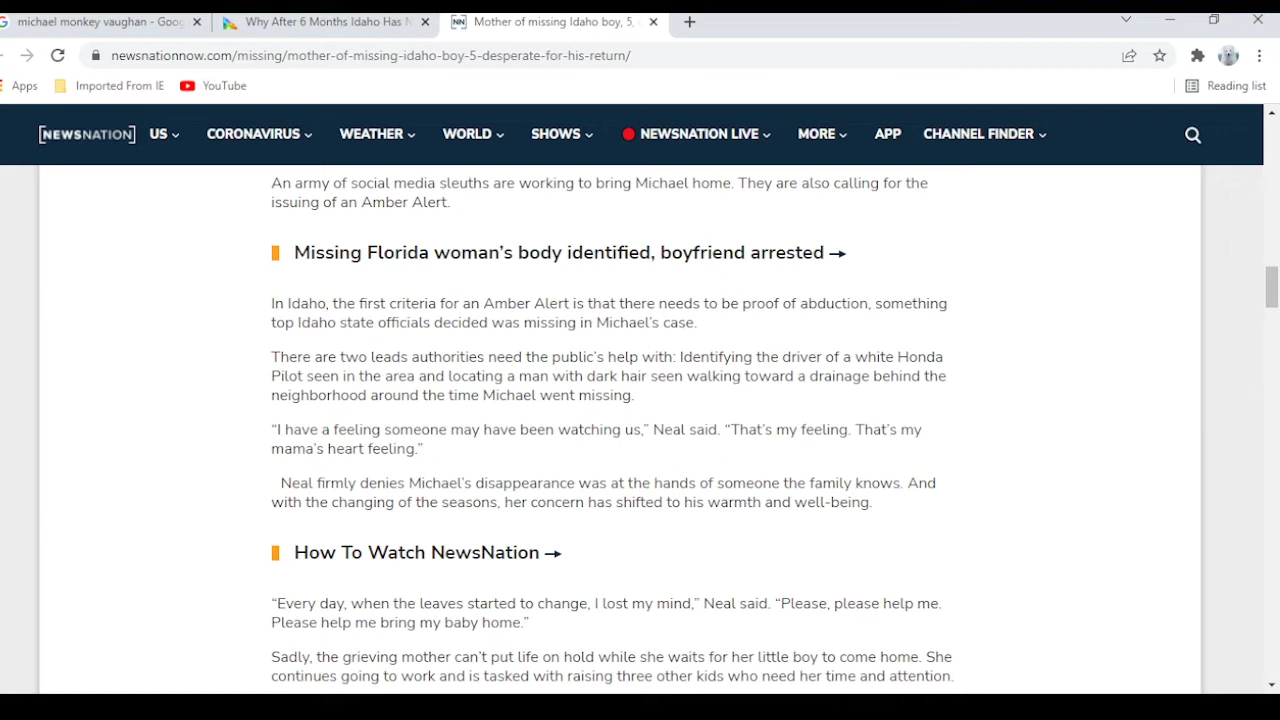 michael monkey vaughan - Goog
Why After 6 Months Idaho Has N
NN
Mother of missing Idaho boy, 5,
newsnationnow.com/missing/mother-of-missing-idaho-boy-5-desperate-for-his-return/
Apps
Imported From IE
YouTube
Reading list
[NEWSNATION]
US
CORONAVIRUS
WEATHER
WORLD
SHOWS
NEWSNATION LIVE
MORE
APP
CHANNEL FINDER
An army of social media sleuths are working to bring Michael home. They are also calling for the
issuing of an Amber Alert.
Missing Florida woman’s body identified, boyfriend arrested →
In Idaho, the first criteria for an Amber Alert is that there needs to be proof of abduction, something
top Idaho state officials decided was missing in Michael’s case.
There are two leads authorities need the public’s help with: Identifying the driver of a white Honda
Pilot seen in the area and locating a man with dark hair seen walking toward a drainage behind the
neighborhood around the time Michael went missing.
“I have a feeling someone may have been watching us,” Neal said. “That’s my feeling. That’s my
mama’s heart feeling.”
Neal firmly denies Michael’s disappearance was at the hands of someone the family knows. And
with the changing of the seasons, her concern has shifted to his warmth and well-being.
How To Watch NewsNation →
“Every day, when the leaves started to change, I lost my mind,” Neal said. “Please, please help me.
Please help me bring my baby home.”
Sadly, the grieving mother can’t put life on hold while she waits for her little boy to come home. She
continues going to work and is tasked with raising three other kids who need her time and attention.